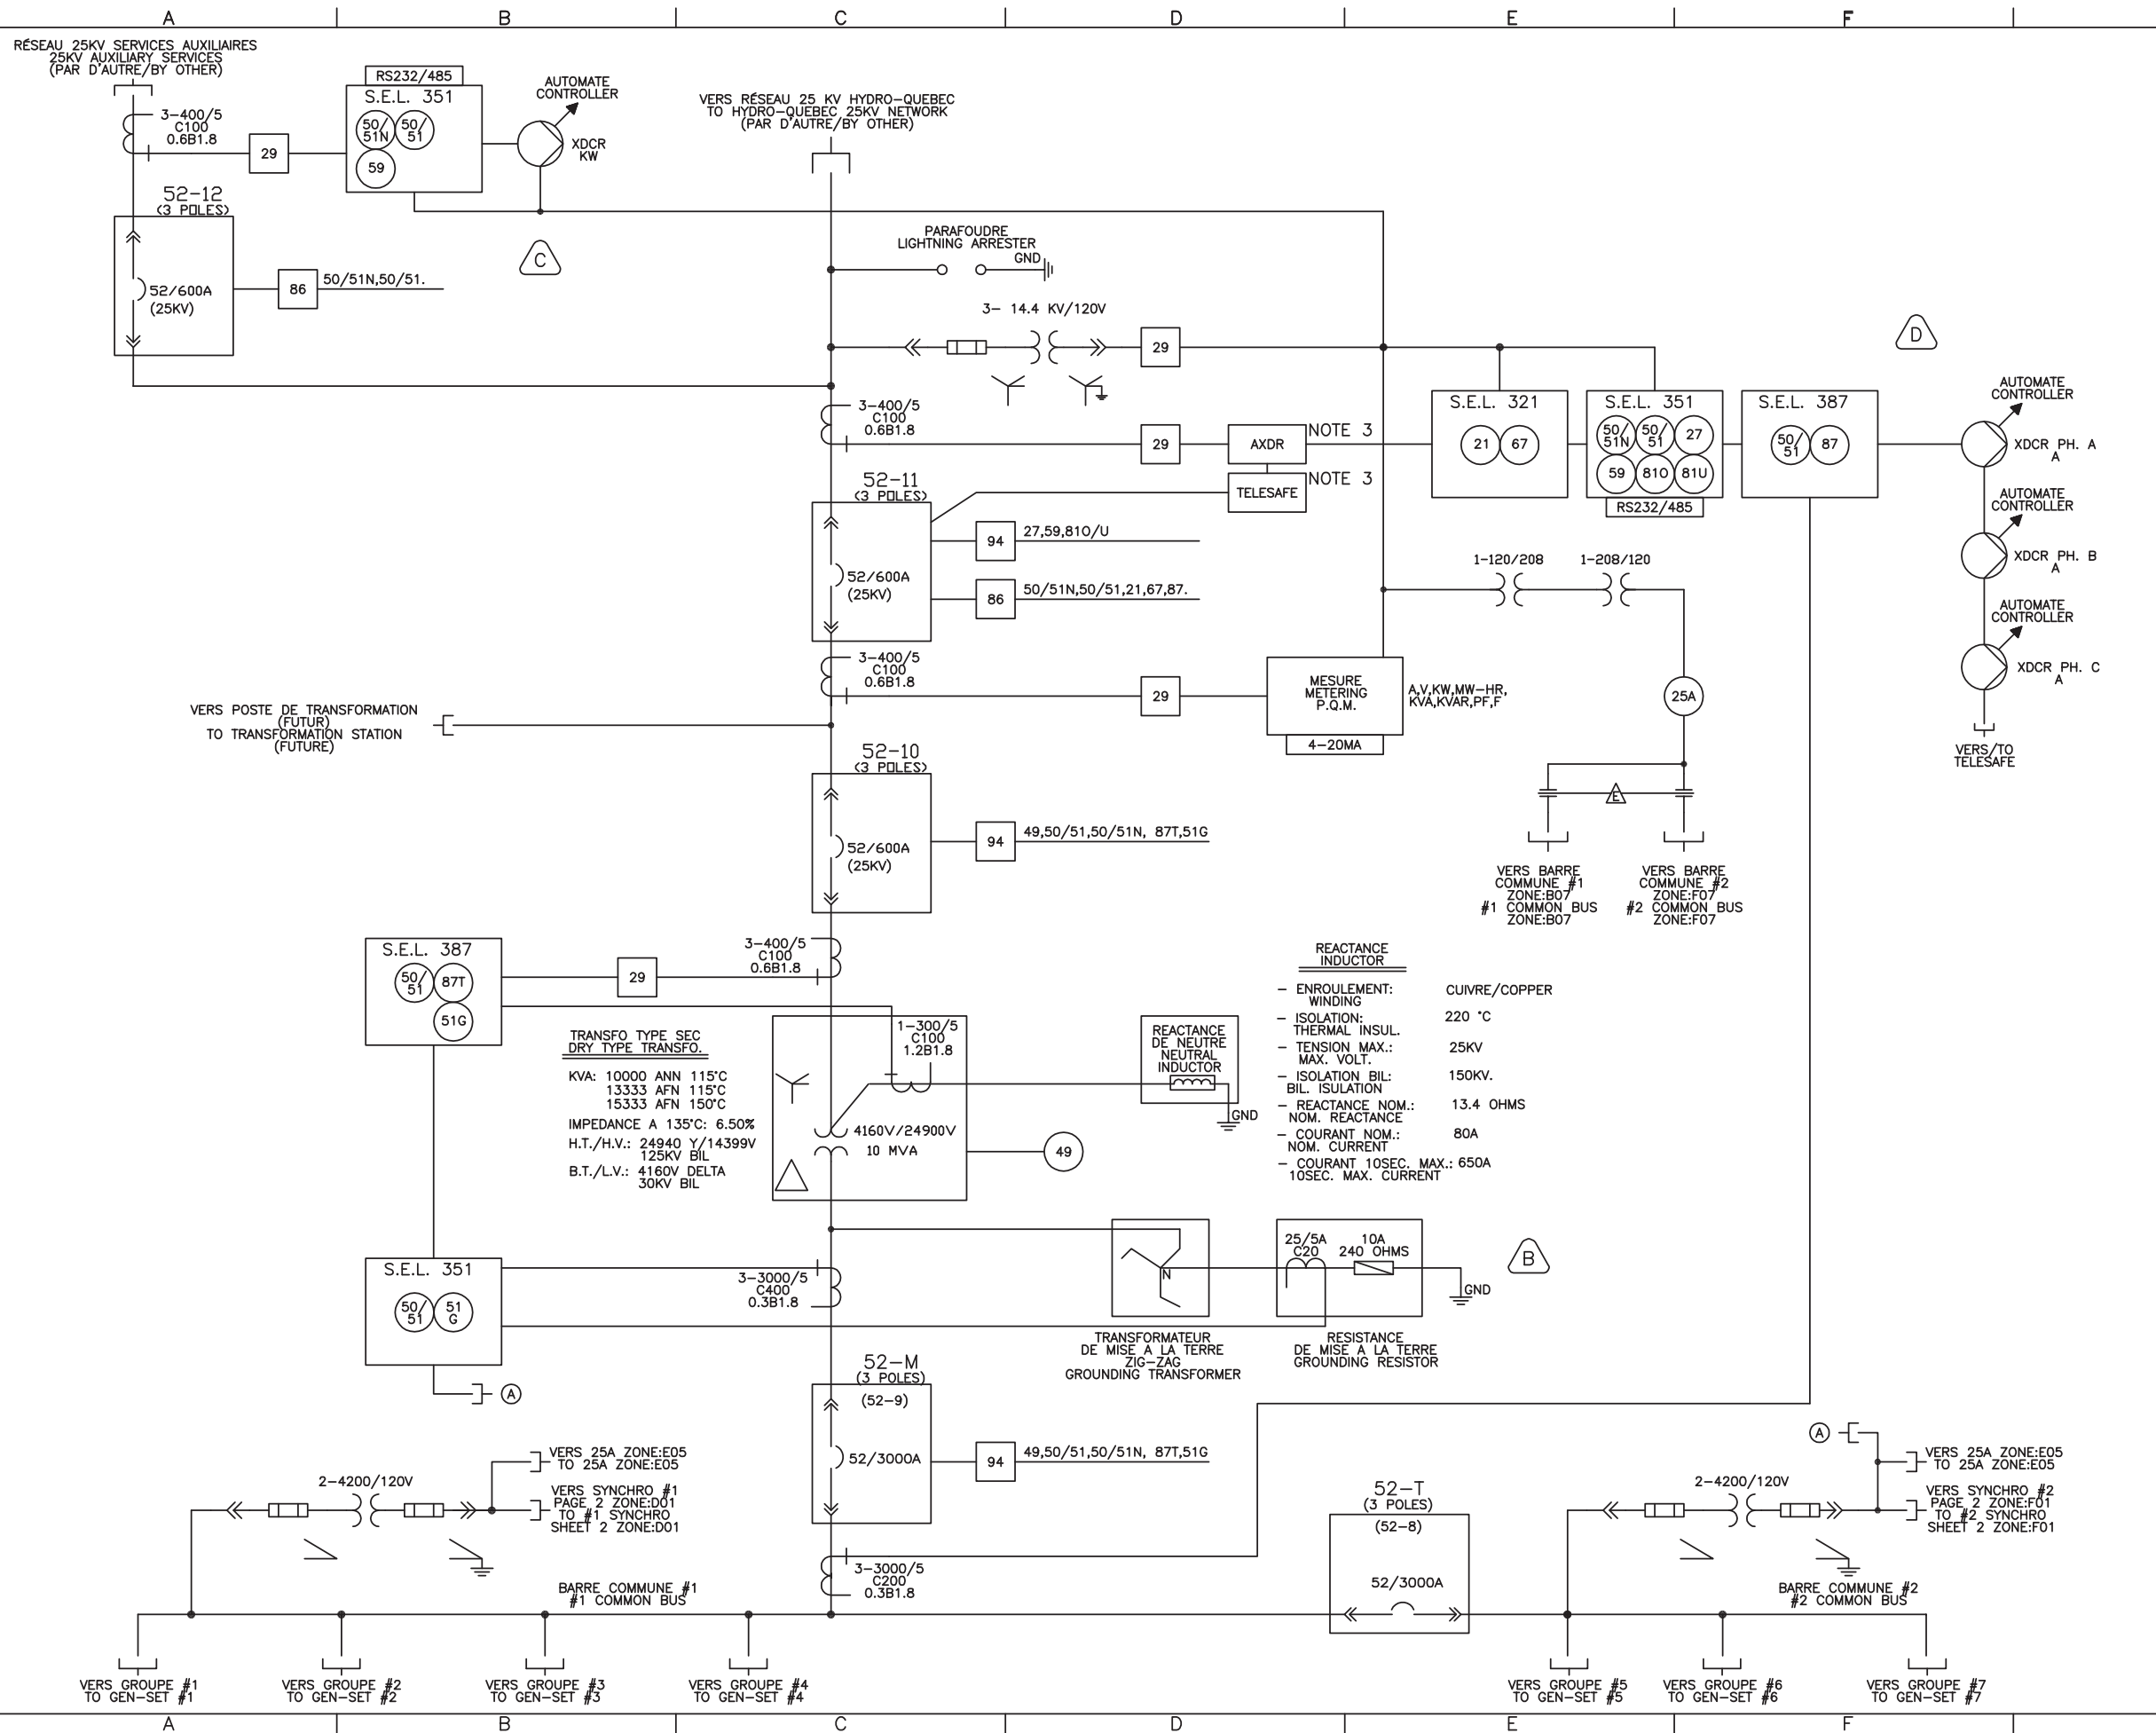 A B C D E F
RÉSEAU 25KV SERVICES AUXILIAIRES
25KV AUXILIARY SERVICES
(PAR D'AUTRE/BY OTHER)
3-400/5
C100
0.6B1.8
29
RS232/485
S.E.L. 351
50/
51N
50/
51
59
AUTOMATE
CONTROLLER
XDCR
KW
VERS RÉSEAU 25 KV HYDRO-QUEBEC
TO HYDRO-QUEBEC 25KV NETWORK
(PAR D'AUTRE/BY OTHER)
52-12
(3 POLES)
52/600A
(25KV)
86
50/51N,50/51.
C
PARAFOUDRE
LIGHTNING ARRESTER
GND
3- 14.4 KV/120V
29
D
3-400/5
C100
0.6B1.8
29
AXDR
NOTE 3
TELESAFE
NOTE 3
S.E.L. 321
21
67
S.E.L. 351
50/
51N
50/
51
27
59
81O
81U
RS232/485
S.E.L. 387
50/
51
87
AUTOMATE
CONTROLLER
XDCR PH. A
A
AUTOMATE
CONTROLLER
XDCR PH. B
A
AUTOMATE
CONTROLLER
XDCR PH. C
A
VERS/TO
TELESAFE
52-11
(3 POLES)
52/600A
(25KV)
94
27,59,81O/U
86
50/51N,50/51,21,67,87.
1-120/208
1-208/120
3-400/5
C100
0.6B1.8
29
MESURE
METERING
P.Q.M.
4-20MA
A,V,KW,MW-HR,
KVA,KVAR,PF,F
25A
VERS POSTE DE TRANSFORMATION
(FUTUR)
TO TRANSFORMATION STATION
(FUTURE)
52-10
(3 POLES)
52/600A
(25KV)
94
49,50/51,50/51N, 87T,51G
E
VERS BARRE
COMMUNE #1
ZONE:B07
#1 COMMON BUS
ZONE:B07
VERS BARRE
COMMUNE #2
ZONE:F07
#2 COMMON BUS
ZONE:F07
S.E.L. 387
50/
51
87T
51G
29
3-400/5
C100
0.6B1.8
TRANSFO TYPE SEC
DRY TYPE TRANSFO.
KVA: 10000 ANN 115°C
13333 AFN 115°C
15333 AFN 150°C
IMPEDANCE A 135°C: 6.50%
H.T./H.V.: 24940 Y/14399V
125KV BIL
B.T./L.V.: 4160V DELTA
30KV BIL
1-300/5
C100
1.2B1.8
4160V/24900V
10 MVA
49
REACTANCE
DE NEUTRE
NEUTRAL
INDUCTOR
GND
REACTANCE
INDUCTOR
- ENROULEMENT: CUIVRE/COPPER
WINDING
- ISOLATION: 220 °C
THERMAL INSUL.
- TENSION MAX.: 25KV
MAX. VOLT.
- ISOLATION BIL: 150KV.
BIL. ISULATION
- REACTANCE NOM.: 13.4 OHMS
NOM. REACTANCE
- COURANT NOM.: 80A
NOM. CURRENT
- COURANT 10SEC. MAX.: 650A
10SEC. MAX. CURRENT
S.E.L. 351
50/
51
51
G
A
3-3000/5
C400
0.3B1.8
N
TRANSFORMATEUR
DE MISE A LA TERRE
ZIG-ZAG
GROUNDING TRANSFORMER
25/5A
C20
10A
240 OHMS
GND
RESISTANCE
DE MISE A LA TERRE
GROUNDING RESISTOR
B
52-M
(3 POLES)
(52-9)
52/3000A
94
49,50/51,50/51N, 87T,51G
2-4200/120V
VERS 25A ZONE:E05
TO 25A ZONE:E05
VERS SYNCHRO #1
PAGE 2 ZONE:D01
TO #1 SYNCHRO
SHEET 2 ZONE:D01
3-3000/5
C200
0.3B1.8
52-T
(3 POLES)
(52-8)
52/3000A
A
2-4200/120V
VERS 25A ZONE:E05
TO 25A ZONE:E05
VERS SYNCHRO #2
PAGE 2 ZONE:F01
TO #2 SYNCHRO
SHEET 2 ZONE:F01
BARRE COMMUNE #1
#1 COMMON BUS
BARRE COMMUNE #2
#2 COMMON BUS
VERS GROUPE #1
TO GEN-SET #1
VERS GROUPE #2
TO GEN-SET #2
VERS GROUPE #3
TO GEN-SET #3
VERS GROUPE #4
TO GEN-SET #4
VERS GROUPE #5
TO GEN-SET #5
VERS GROUPE #6
TO GEN-SET #6
VERS GROUPE #7
TO GEN-SET #7
A B C D E F